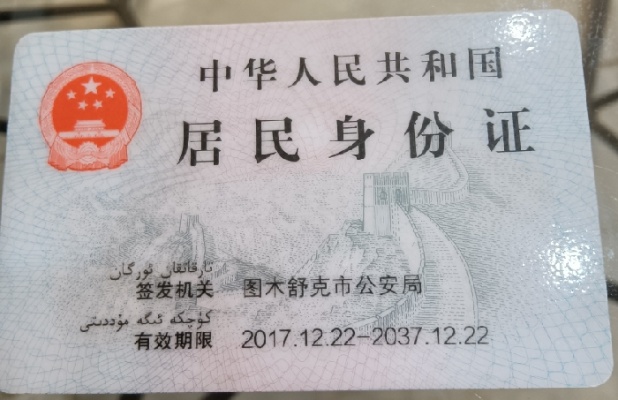 中华人民共和国
居民身份证
تارقاتقان ئورگان
签发机关 图木舒克市公安局
كۈچكە ئىگە مۇددىتى
有效期限 2017.12.22-2037.12.22